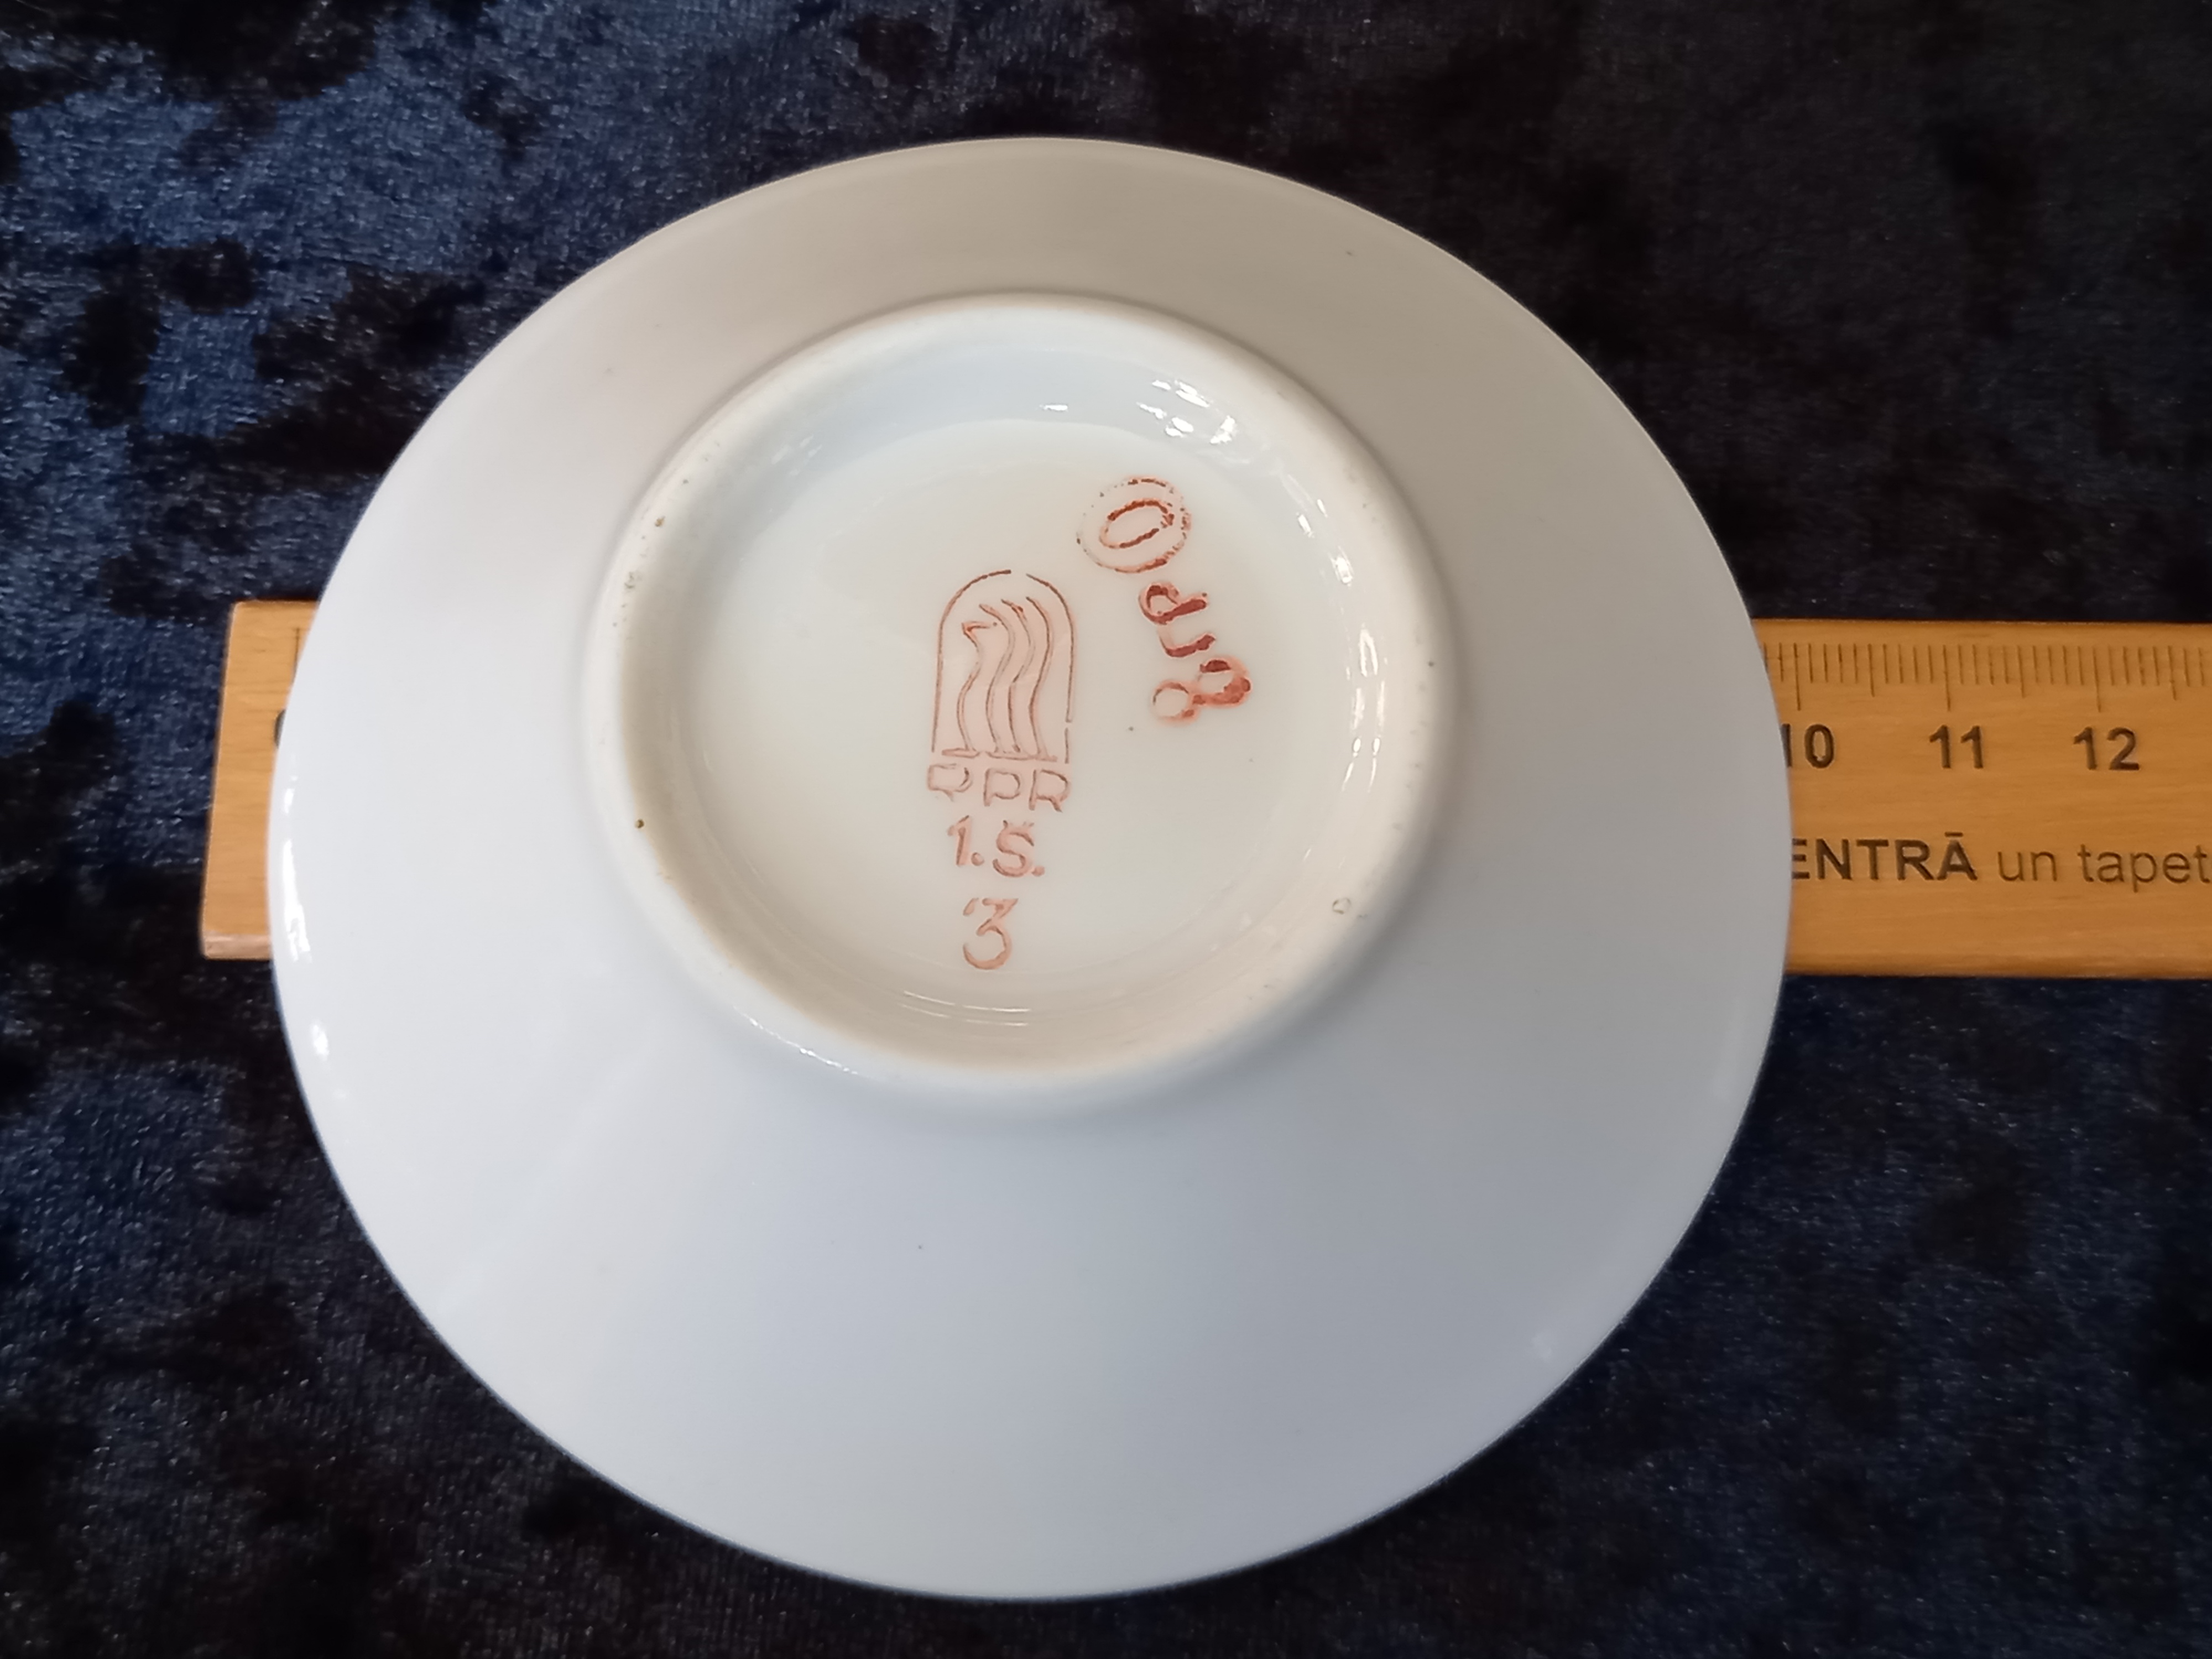 RPR
1.Š.
3
10 11 12
ENTRĀ un tapet